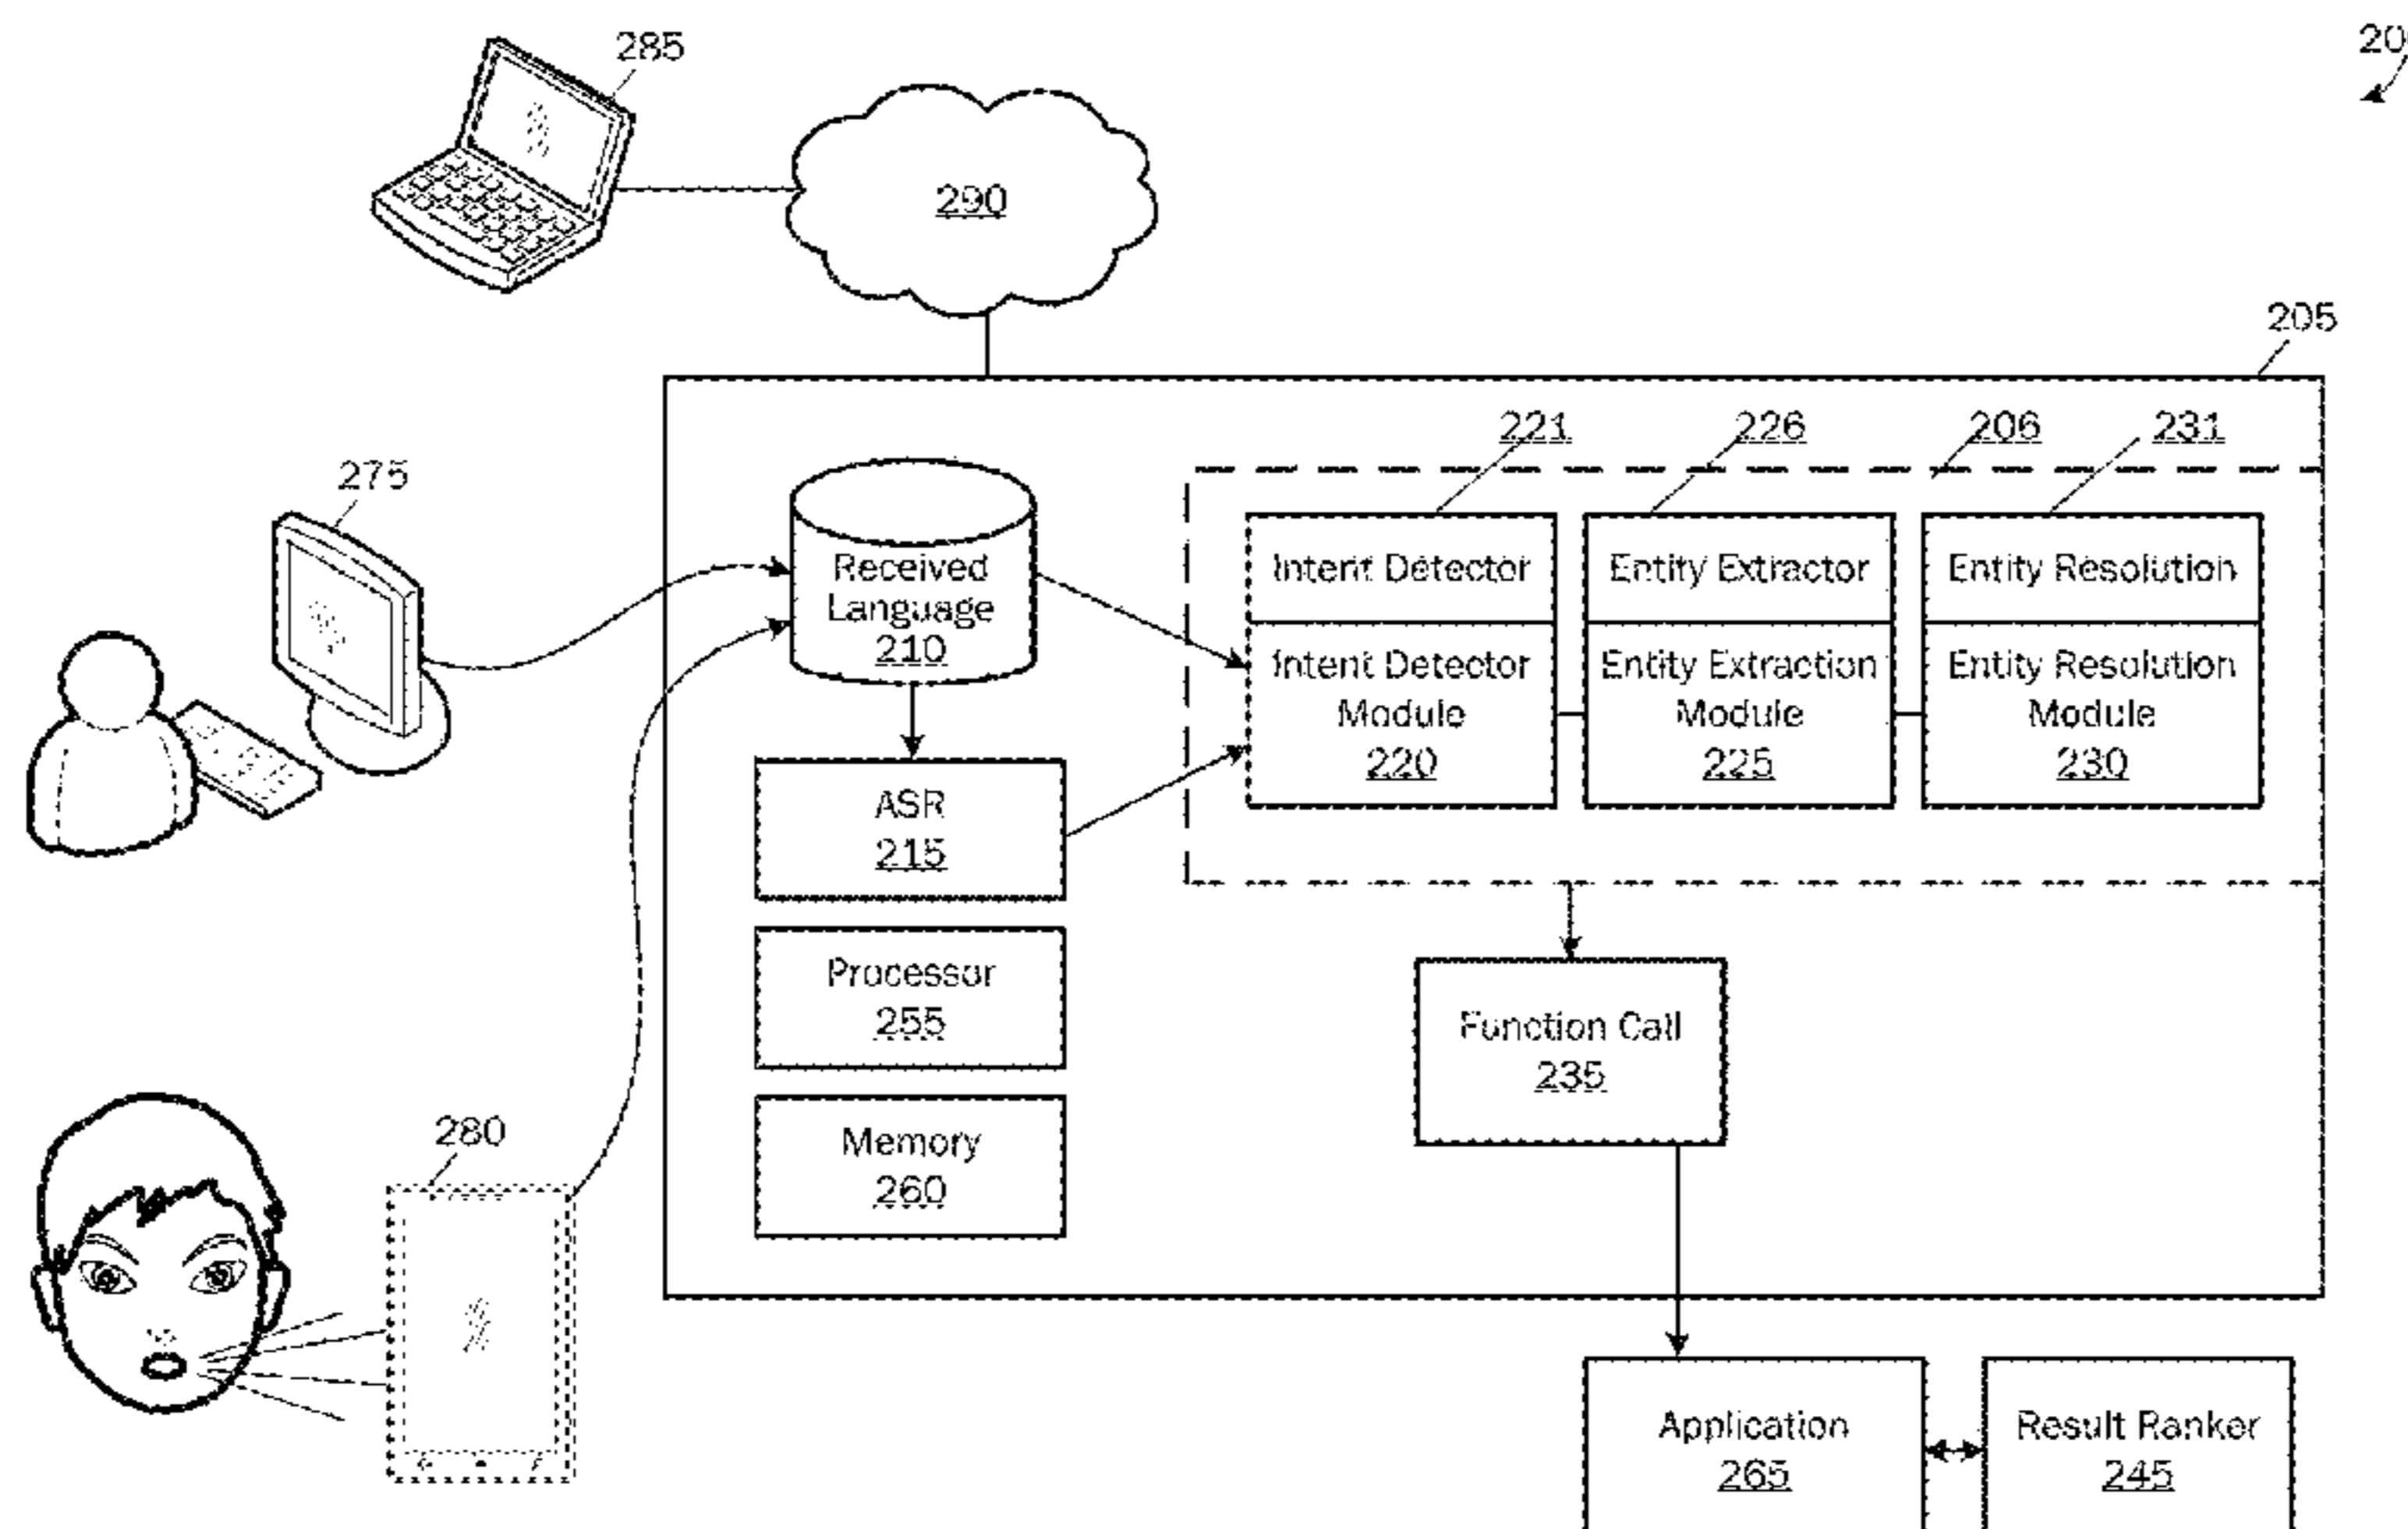 285
20
290
205
221
226
206
231
275
Received
Language
210
Intent Detector
Entity Extractor
Entity Resolution
Intent Detector
Module
220
Entity Extraction
Module
225
Entity Resolution
Module
230
ASR
215
Processor
255
Function Call
235
Memory
260
280
Application
265
Result Ranker
245